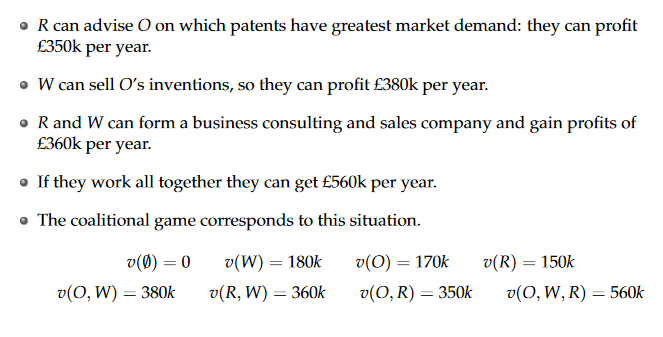 R can advise O on which patents have greatest market demand: they can profit
£350k per year.
W can sell O's inventions, so they can profit £380k per year.
R and W can form a business consulting and sales company and gain profits of
£360k per year.
If they work all together they can get £560k per year.
The coalitional game corresponds to this situation.
v(∅) = 0 v(W) = 180k v(O) = 170k v(R) = 150k
v(O, W) = 380k v(R, W) = 360k v(O, R) = 350k v(O, W, R) = 560k